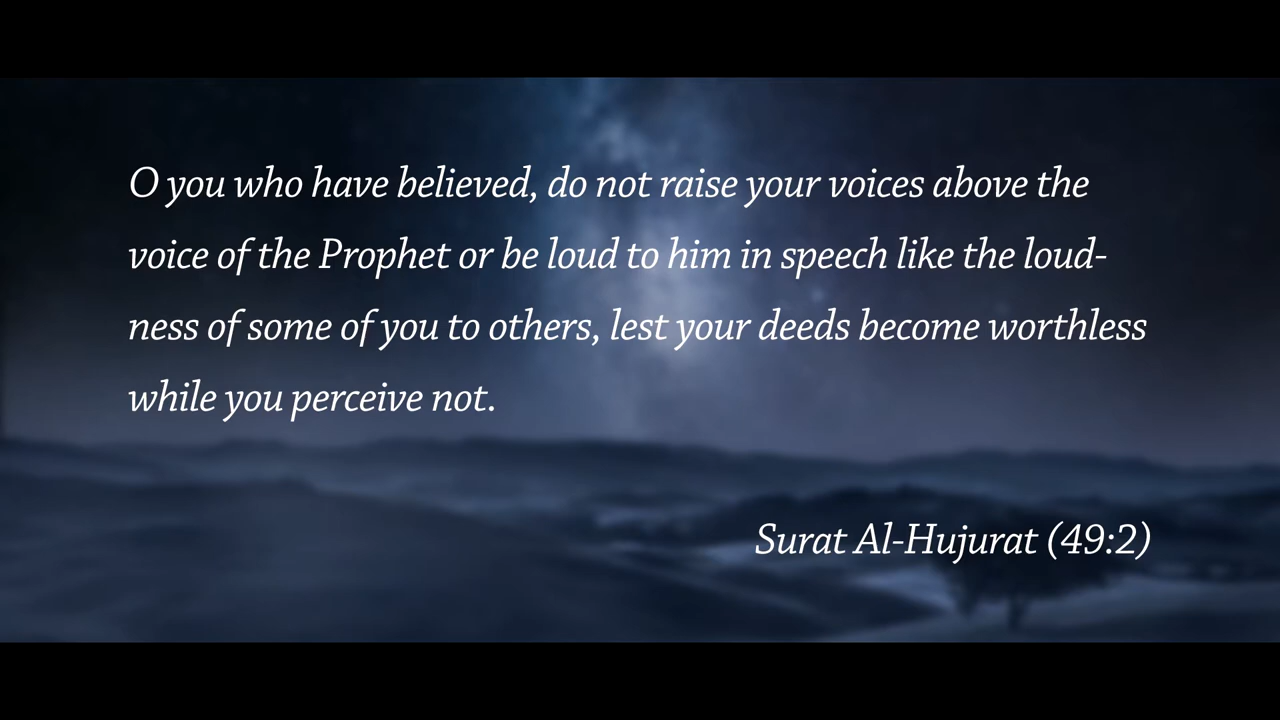 O you who have believed, do not raise your voices above the
voice of the Prophet or be loud to him in speech like the loud-
ness of some of you to others, lest your deeds become worthless
while you perceive not.
Surat Al-Hujurat (49:2)